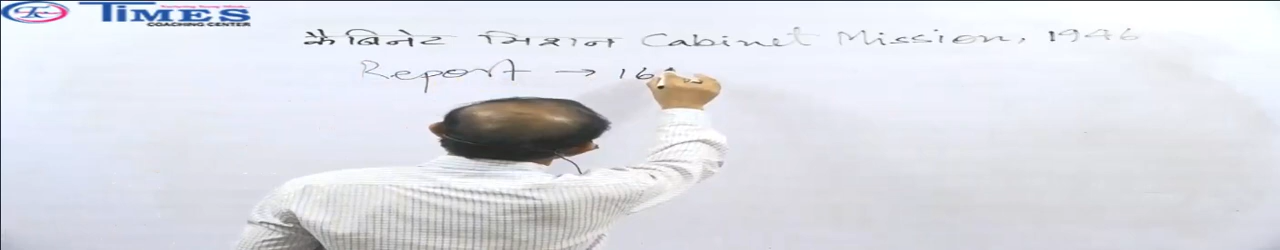 TIMES
COACHING CENTER
कैबिनेट मिशन Cabinet Mission, 1946
Report → 16